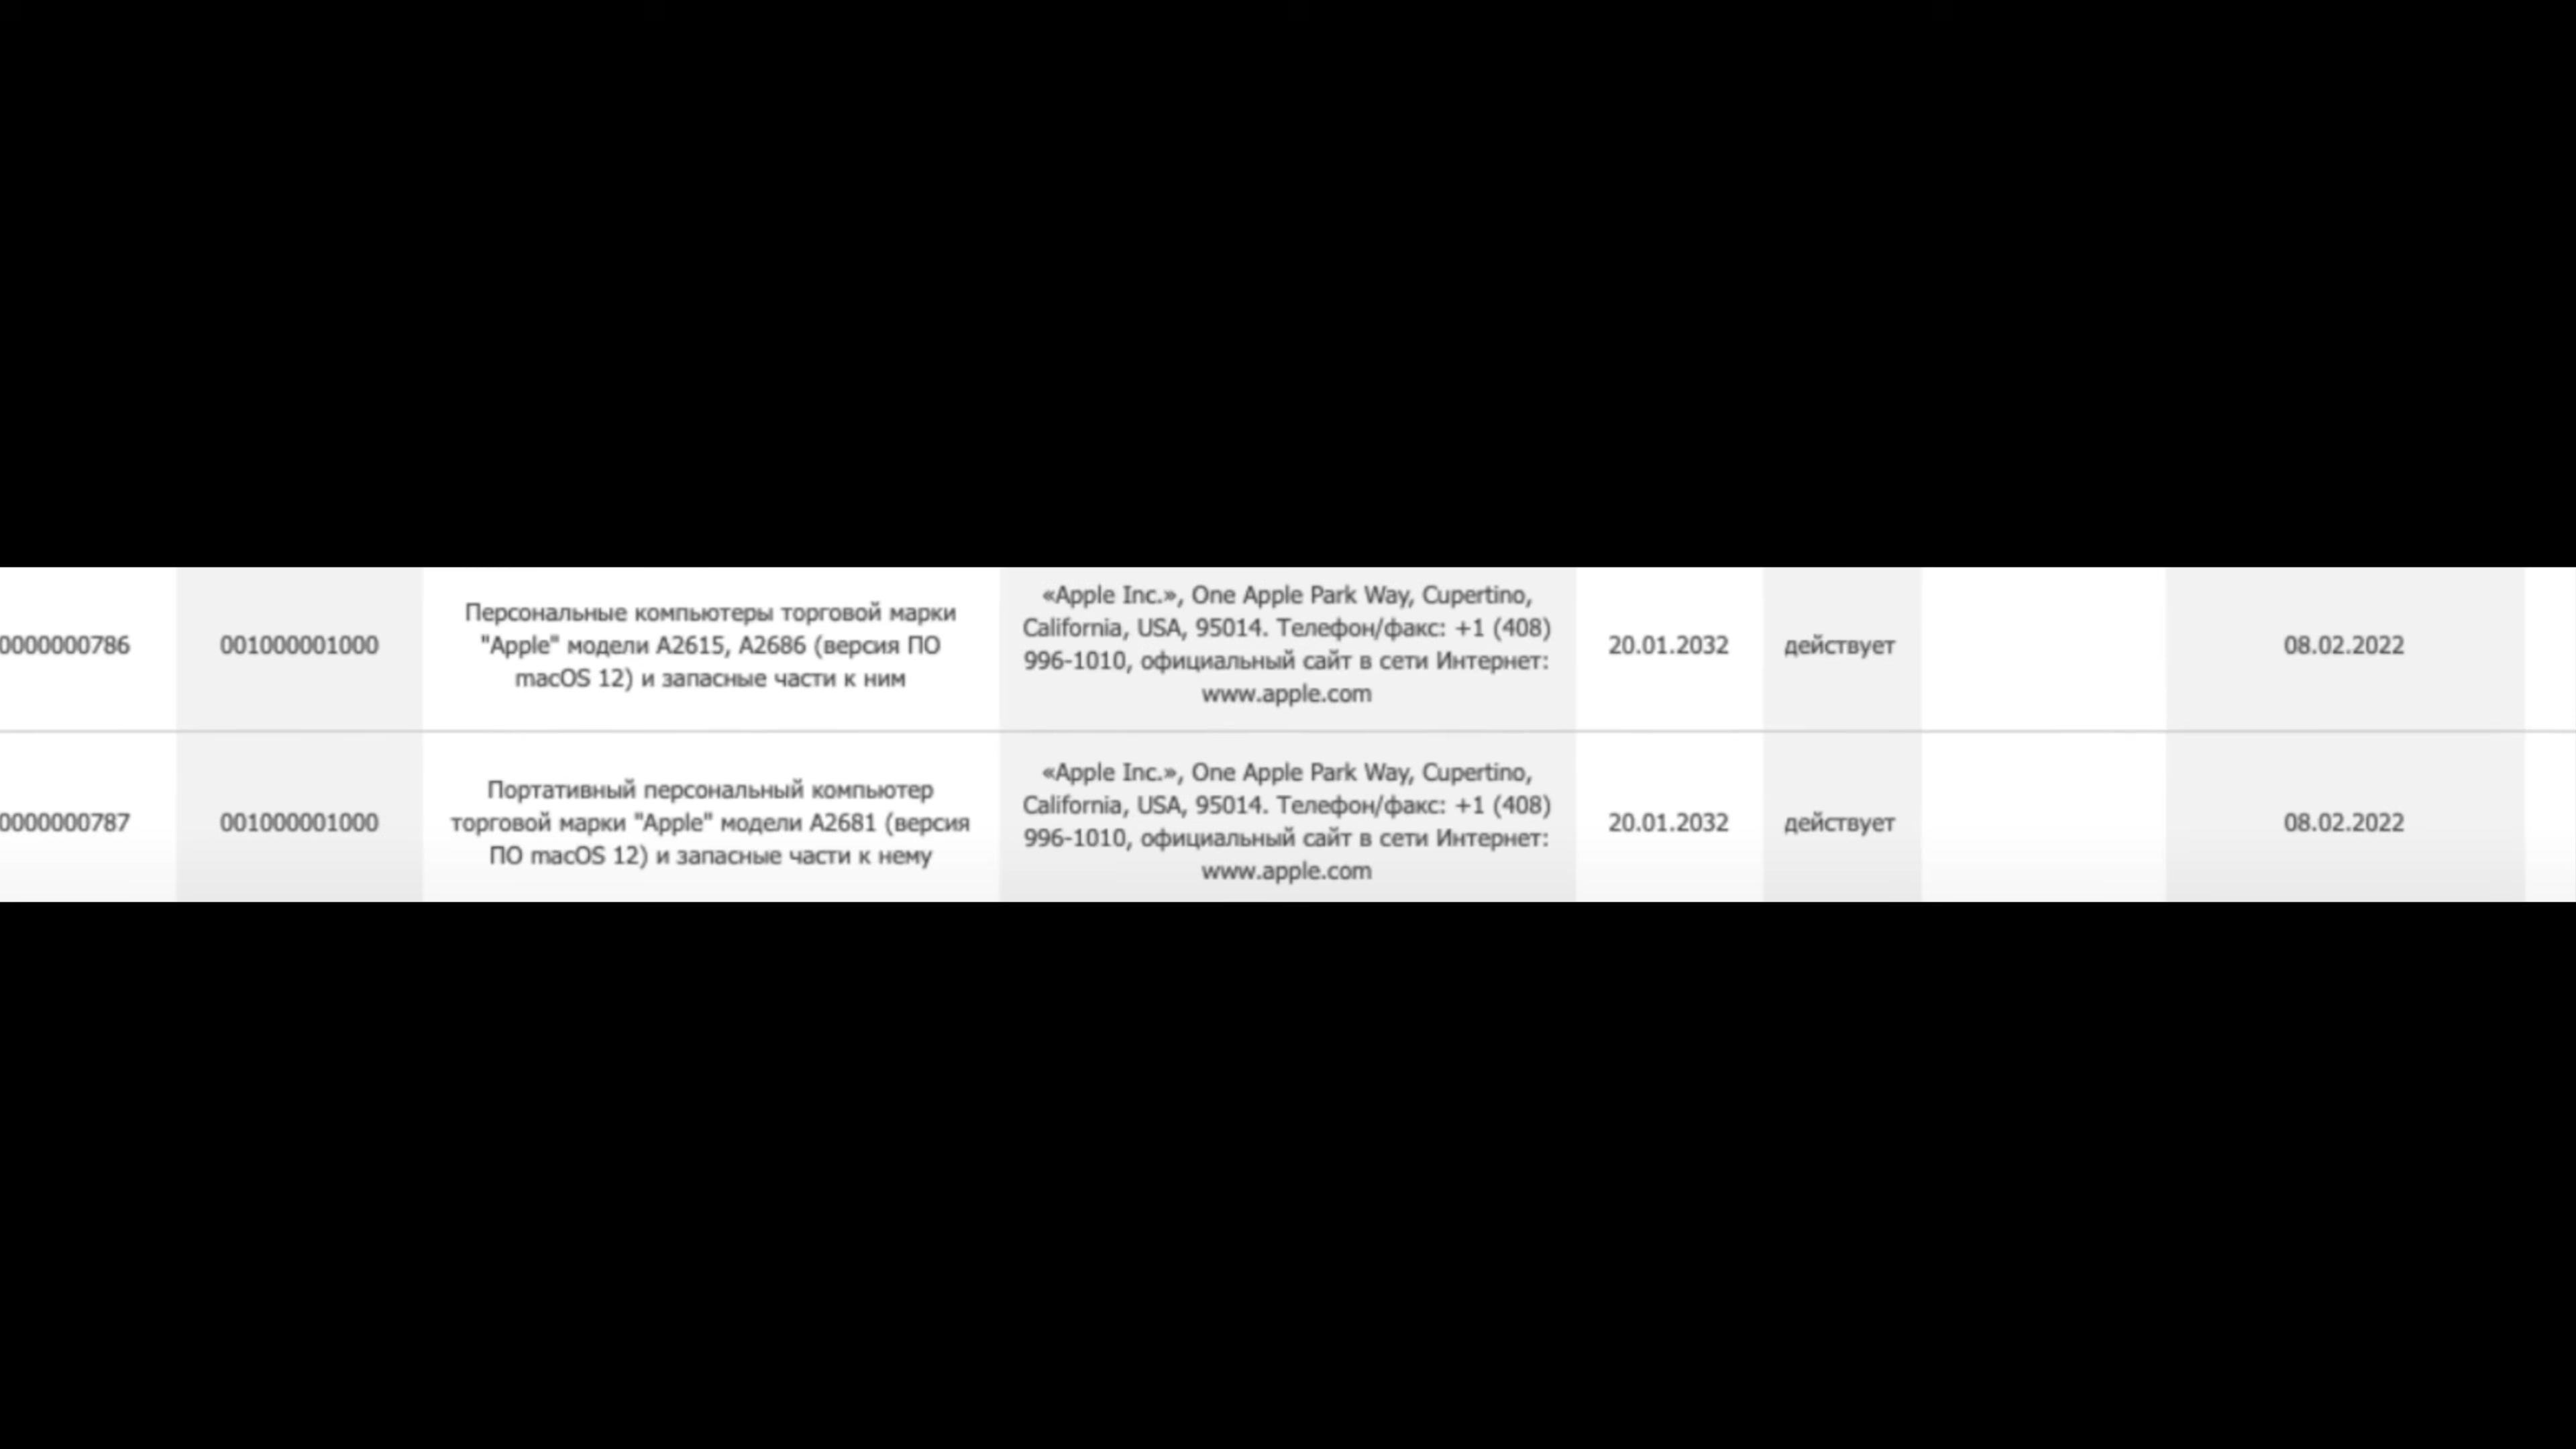 0000000786
001000001000
Персональные компьютеры торговой марки
"Apple" модели A2615, A2686 (версия ПО
macOS 12) и запасные части к ним
«Apple Inc.», One Apple Park Way, Cupertino,
California, USA, 95014. Телефон/факс: +1 (408)
996-1010, официальный сайт в сети Интернет:
www.apple.com
20.01.2032
действует
08.02.2022
0000000787
001000001000
Портативный персональный компьютер
торговой марки "Apple" модели A2681 (версия
ПО macOS 12) и запасные части к нему
«Apple Inc.», One Apple Park Way, Cupertino,
California, USA, 95014. Телефон/факс: +1 (408)
996-1010, официальный сайт в сети Интернет:
www.apple.com
20.01.2032
действует
08.02.2022